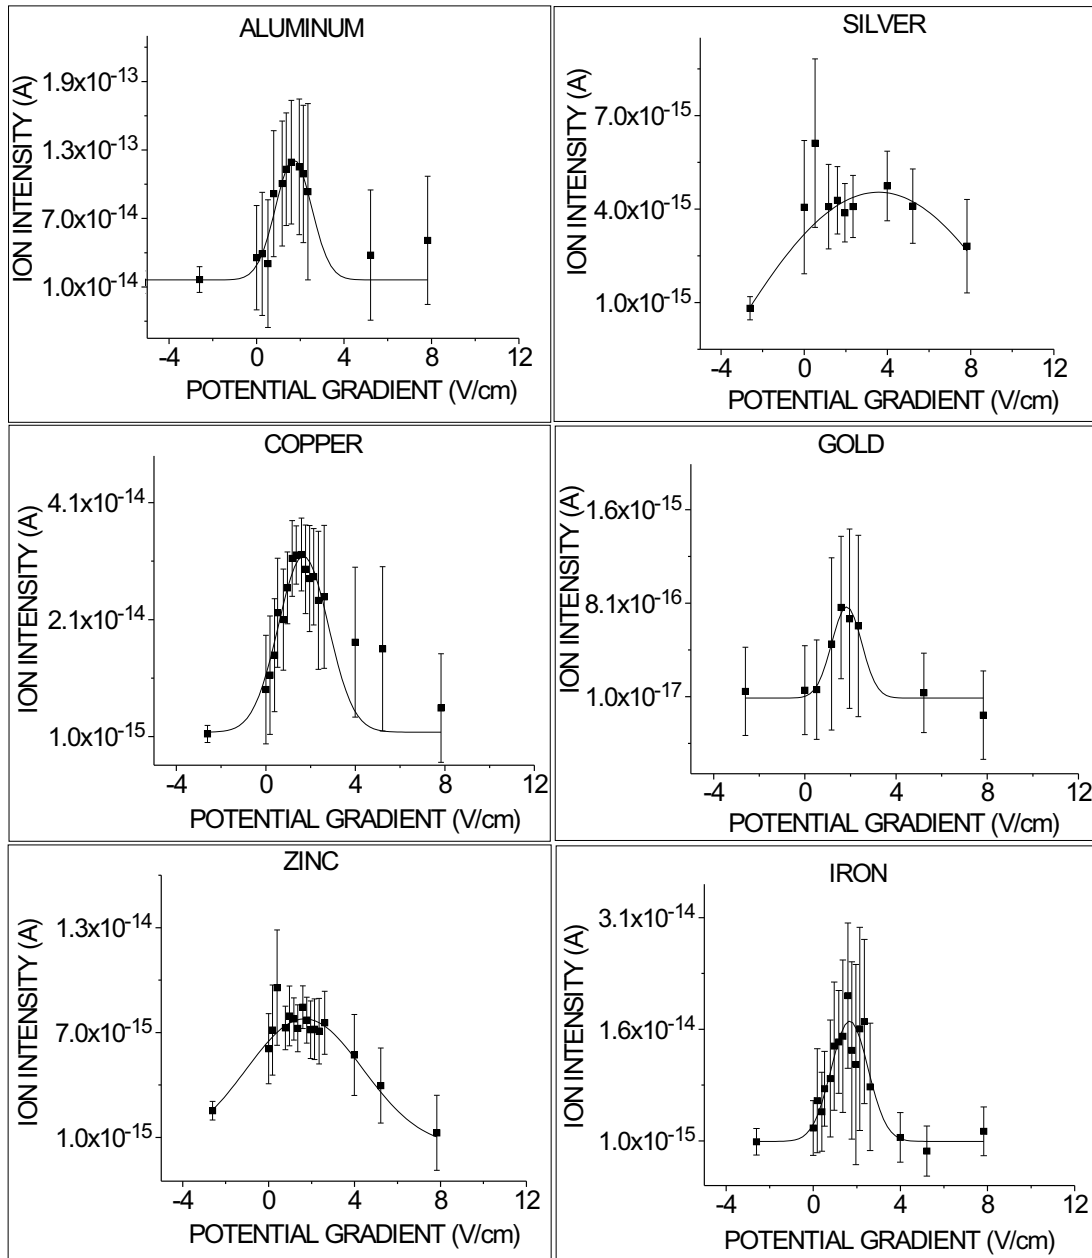 ALUMINUM
ION INTENSITY (A)
1.9x10⁻¹³
1.3x10⁻¹³
7.0x10⁻¹⁴
1.0x10⁻¹⁴
-4 0 4 8 12
POTENTIAL GRADIENT (V/cm)
SILVER
ION INTENSITY (A)
7.0x10⁻¹⁵
4.0x10⁻¹⁵
1.0x10⁻¹⁵
-4 0 4 8 12
POTENTIAL GRADIENT (V/cm)
COPPER
ION INTENSITY (A)
4.1x10⁻¹⁴
2.1x10⁻¹⁴
1.0x10⁻¹⁵
-4 0 4 8 12
POTENTIAL GRADIENT (V/cm)
GOLD
ION INTENSITY (A)
1.6x10⁻¹⁵
8.1x10⁻¹⁶
1.0x10⁻¹⁷
-4 0 4 8 12
POTENTIAL GRADIENT (V/cm)
ZINC
ION INTENSITY (A)
1.3x10⁻¹⁴
7.0x10⁻¹⁵
1.0x10⁻¹⁵
-4 0 4 8 12
POTENTIAL GRADIENT (V/cm)
IRON
ION INTENSITY (A)
3.1x10⁻¹⁴
1.6x10⁻¹⁴
1.0x10⁻¹⁵
-4 0 4 8 12
POTENTIAL GRADIENT (V/cm)